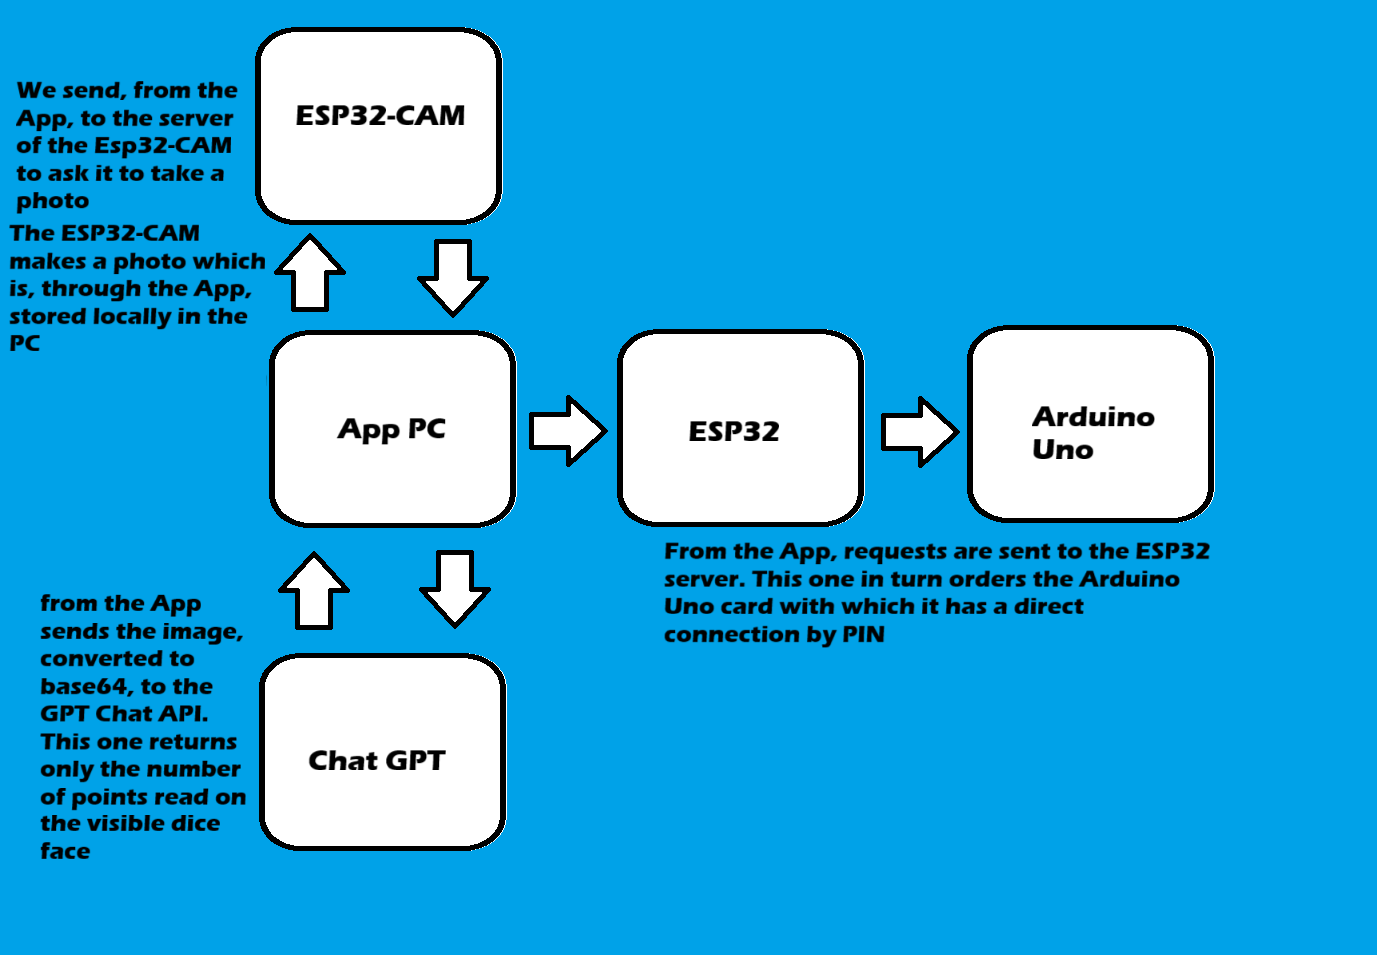 ESP32-CAM
We send, from the
App, to the server
of the Esp32-CAM
to ask it to take a
photo
The ESP32-CAM
makes a photo which
is, through the App,
stored locally in the
PC
App PC
ESP32
Arduino
Uno
From the App, requests are sent to the ESP32
server. This one in turn orders the Arduino
Uno card with which it has a direct
connection by PIN
from the App
sends the image,
converted to
base64, to the
GPT Chat API.
This one returns
only the number
of points read on
the visible dice
face
Chat GPT